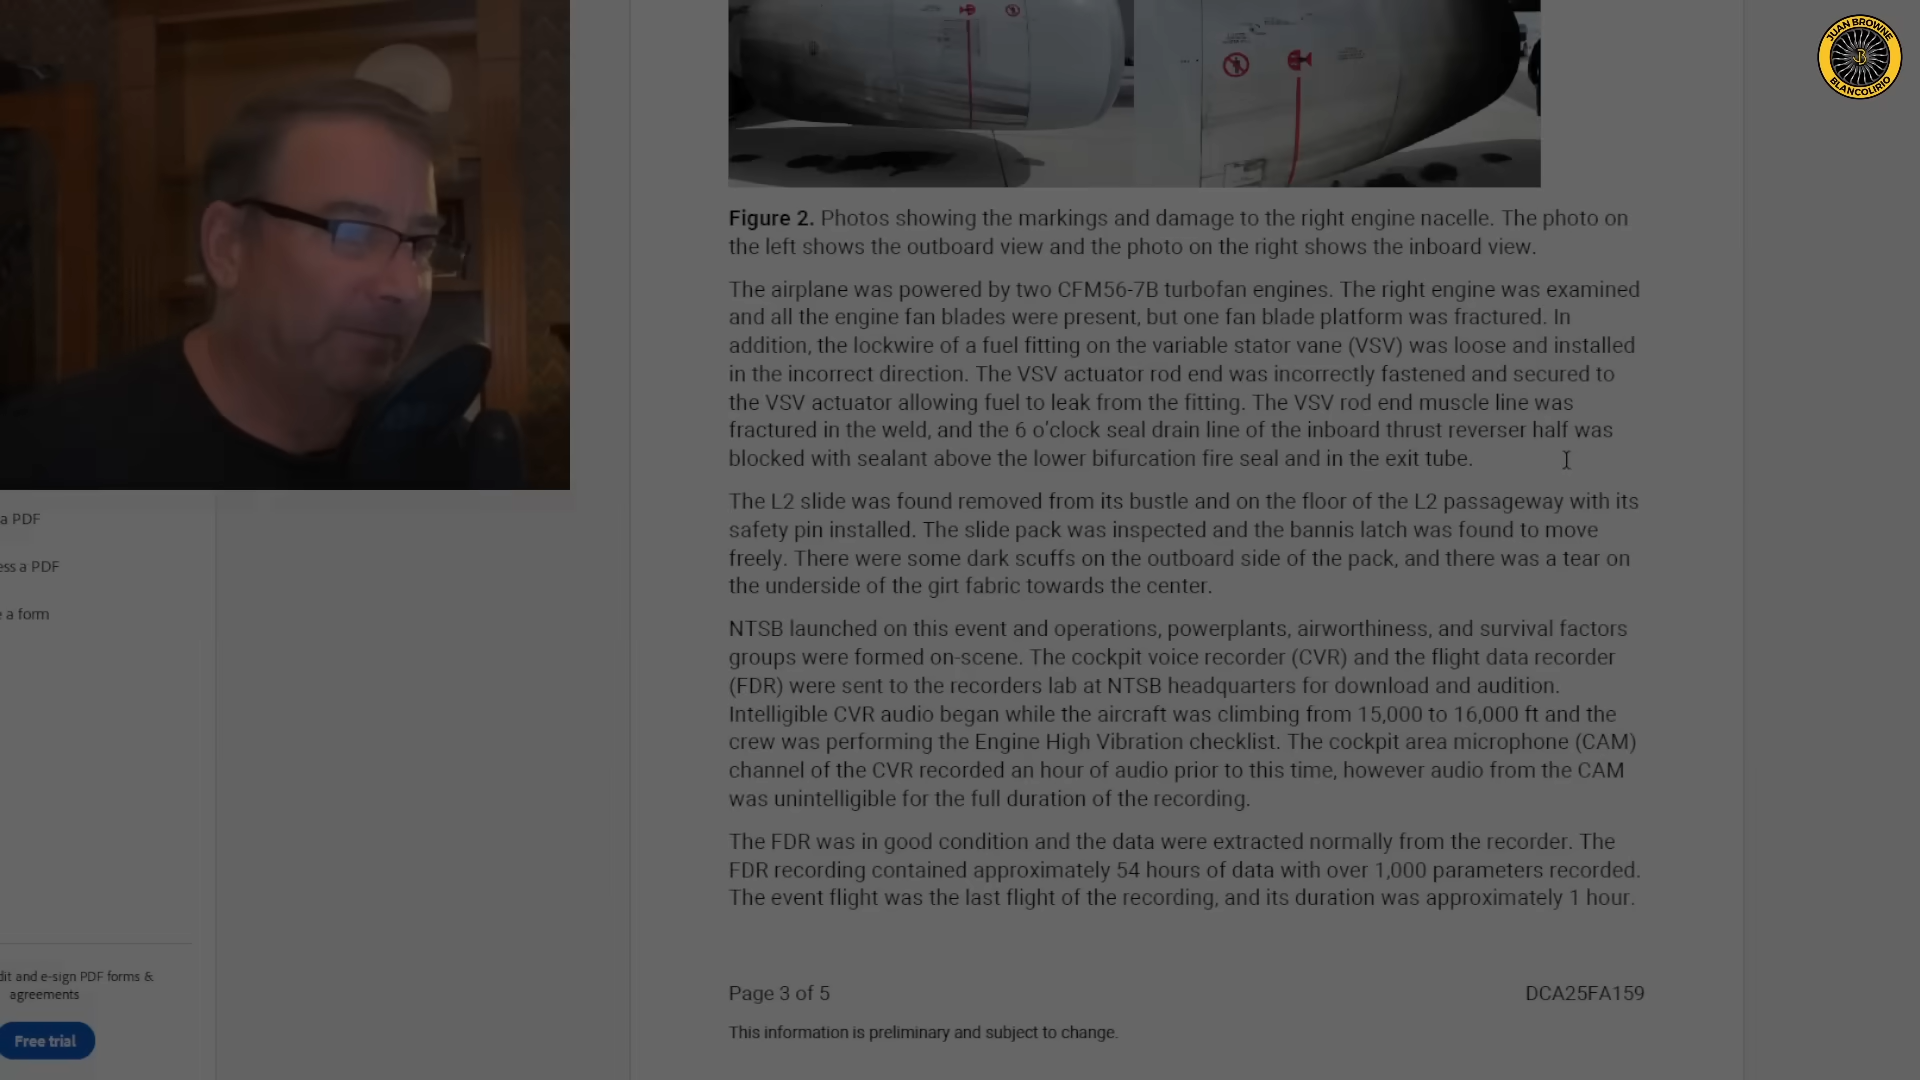 JUAN BROWNE
BLANCOLIRIO
Figure 2. Photos showing the markings and damage to the right engine nacelle. The photo on
the left shows the outboard view and the photo on the right shows the inboard view.
The airplane was powered by two CFM56-7B turbofan engines. The right engine was examined
and all the engine fan blades were present, but one fan blade platform was fractured. In
addition, the lockwire of a fuel fitting on the variable stator vane (VSV) was loose and installed
in the incorrect direction. The VSV actuator rod end was incorrectly fastened and secured to
the VSV actuator allowing fuel to leak from the fitting. The VSV rod end muscle line was
fractured in the weld, and the 6 o’clock seal drain line of the inboard thrust reverser half was
blocked with sealant above the lower bifurcation fire seal and in the exit tube.
The L2 slide was found removed from its bustle and on the floor of the L2 passageway with its
safety pin installed. The slide pack was inspected and the bannis latch was found to move
freely. There were some dark scuffs on the outboard side of the pack, and there was a tear on
the underside of the girt fabric towards the center.
NTSB launched on this event and operations, powerplants, airworthiness, and survival factors
groups were formed on-scene. The cockpit voice recorder (CVR) and the flight data recorder
(FDR) were sent to the recorders lab at NTSB headquarters for download and audition.
Intelligible CVR audio began while the aircraft was climbing from 15,000 to 16,000 ft and the
crew was performing the Engine High Vibration checklist. The cockpit area microphone (CAM)
channel of the CVR recorded an hour of audio prior to this time, however audio from the CAM
was unintelligible for the full duration of the recording.
The FDR was in good condition and the data were extracted normally from the recorder. The
FDR recording contained approximately 54 hours of data with over 1,000 parameters recorded.
The event flight was the last flight of the recording, and its duration was approximately 1 hour.
Page 3 of 5 DCA25FA159
This information is preliminary and subject to change.
a PDF
ess a PDF
e a form
dit and e-sign PDF forms &
agreements
Free trial